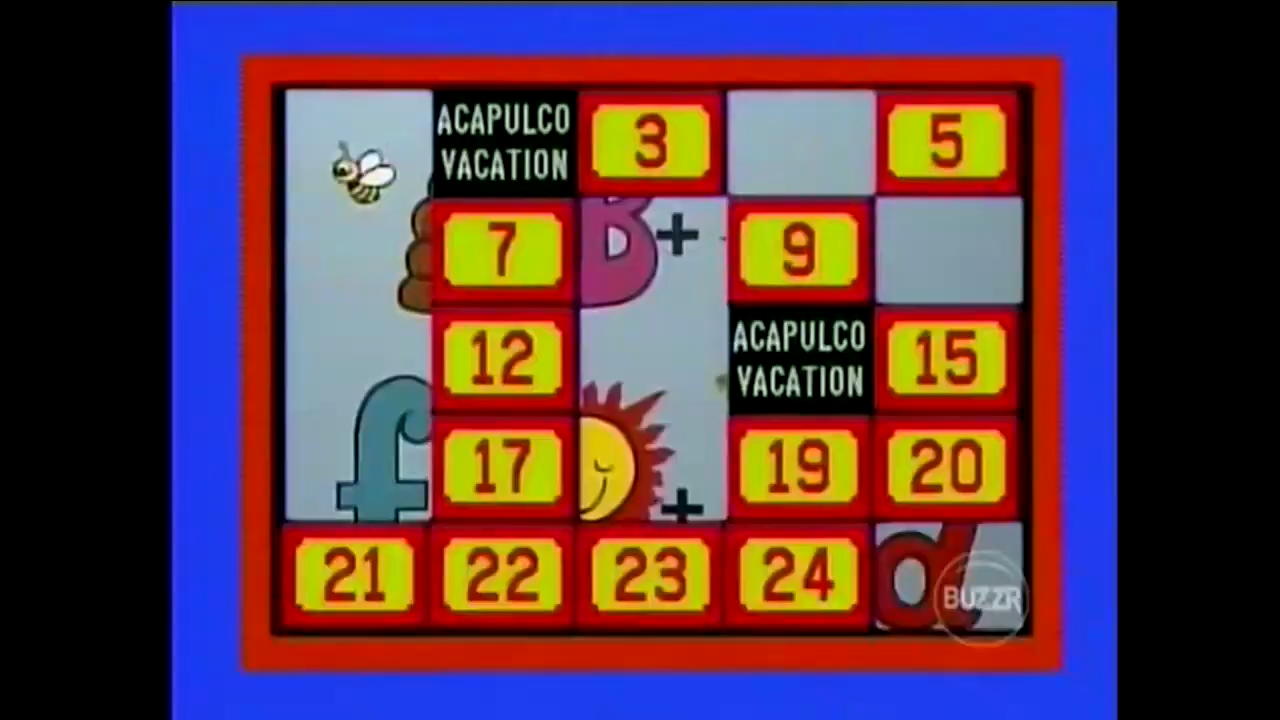 ACAPULCO
VACATION
3
5
7
B+
9
12
ACAPULCO
VACATION
15
f
17
+
19
20
21
22
23
24
d
BUZZR